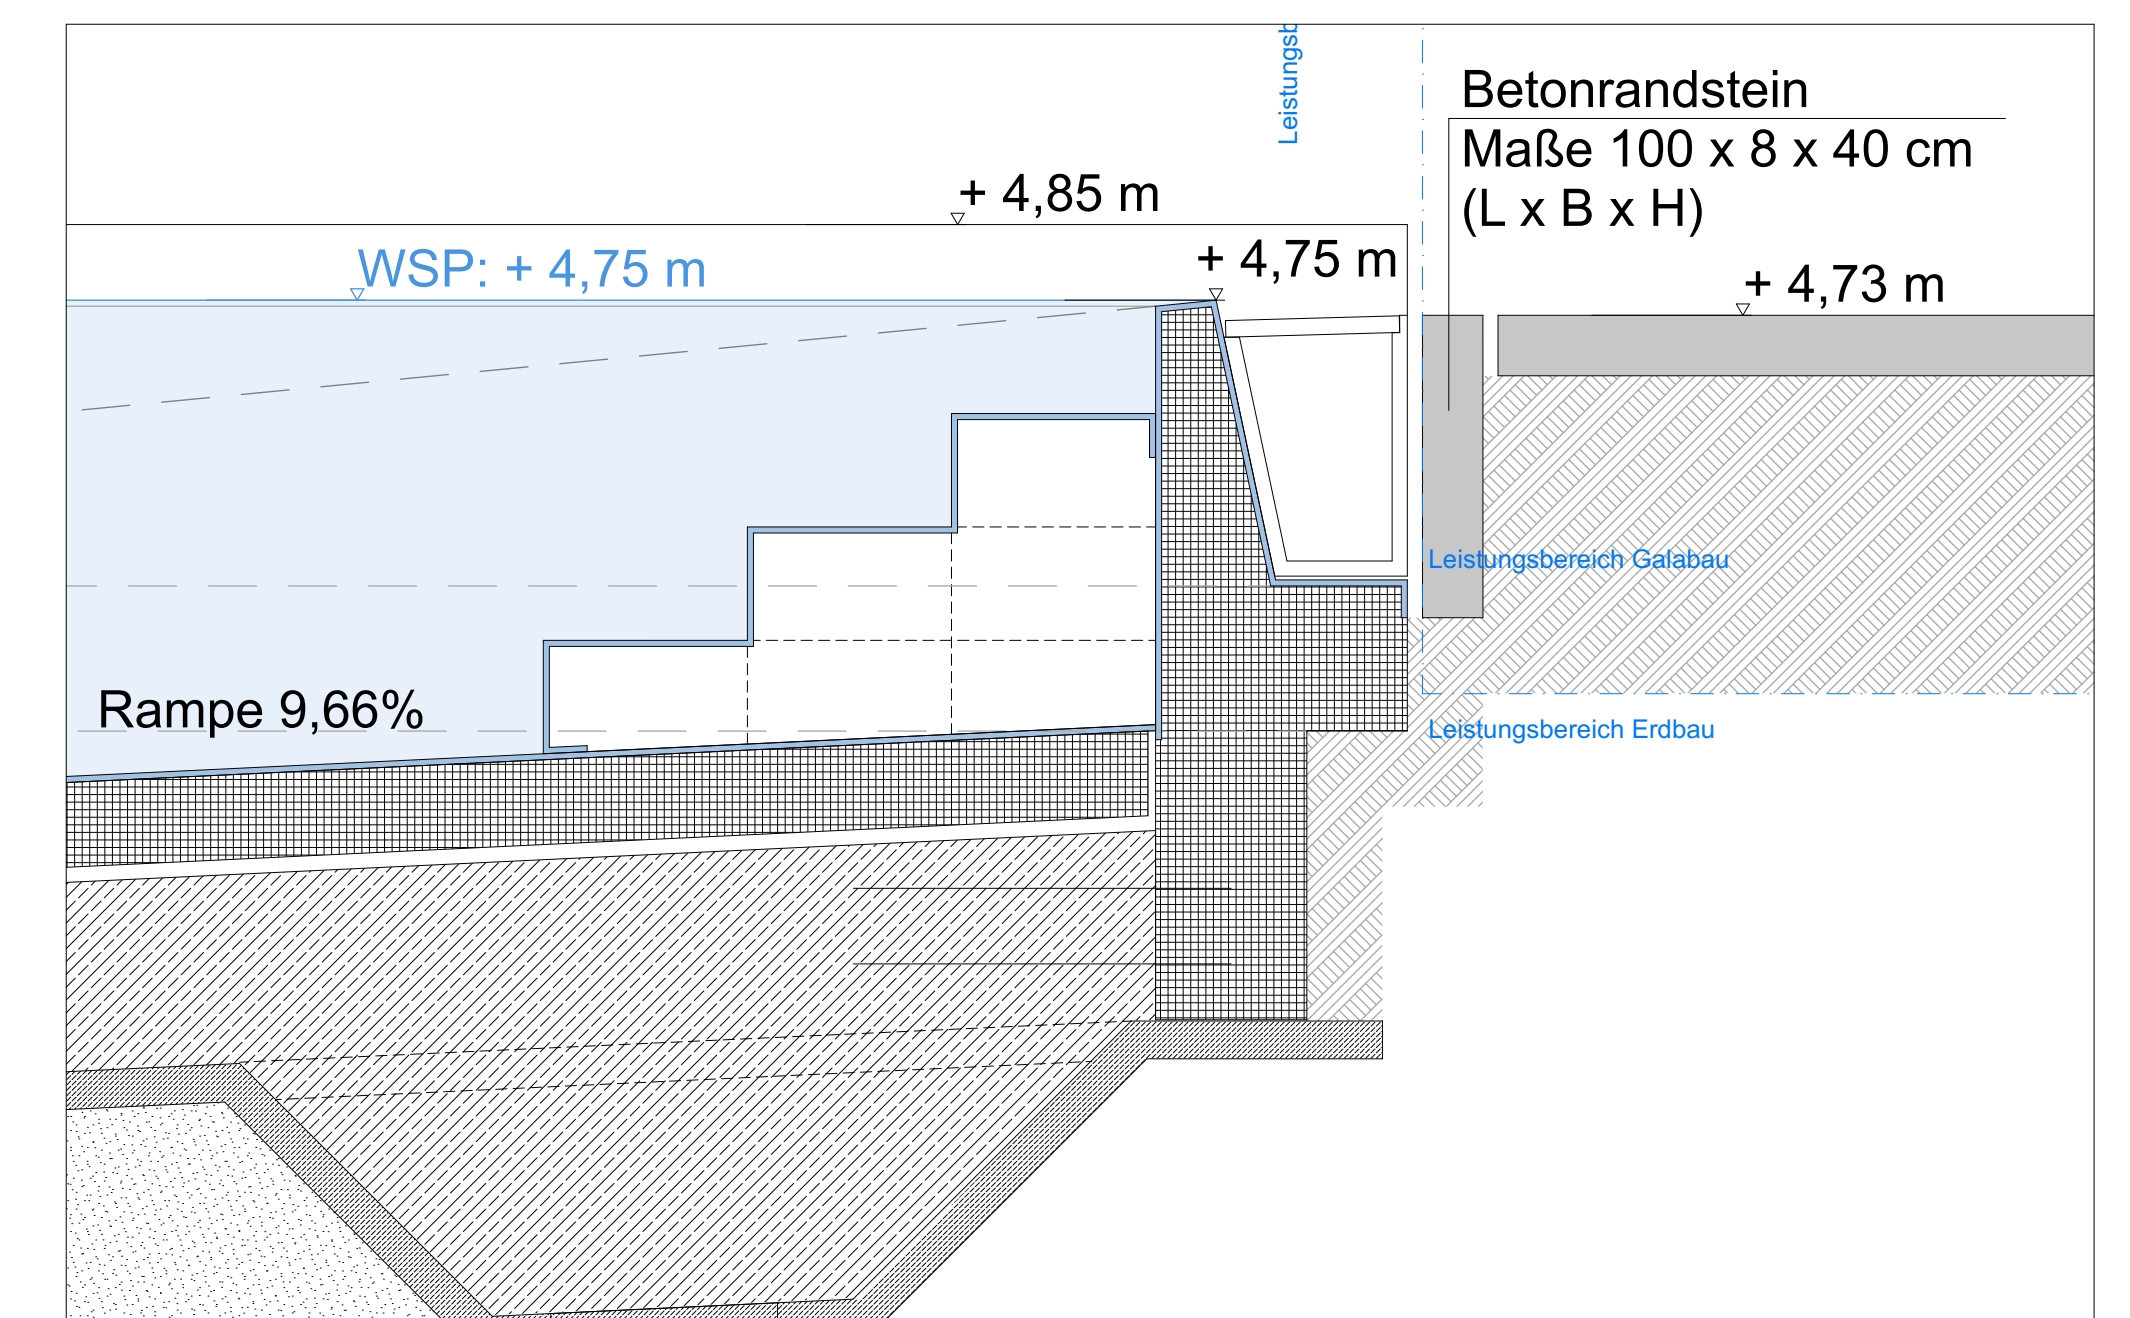 Leistungsb
Betonrandstein
Maße 100 x 8 x 40 cm
(L x B x H)
+ 4,85 m
WSP: + 4,75 m
+ 4,75 m
+ 4,73 m
Leistungsbereich Galabau
Rampe 9,66%
Leistungsbereich Erdbau